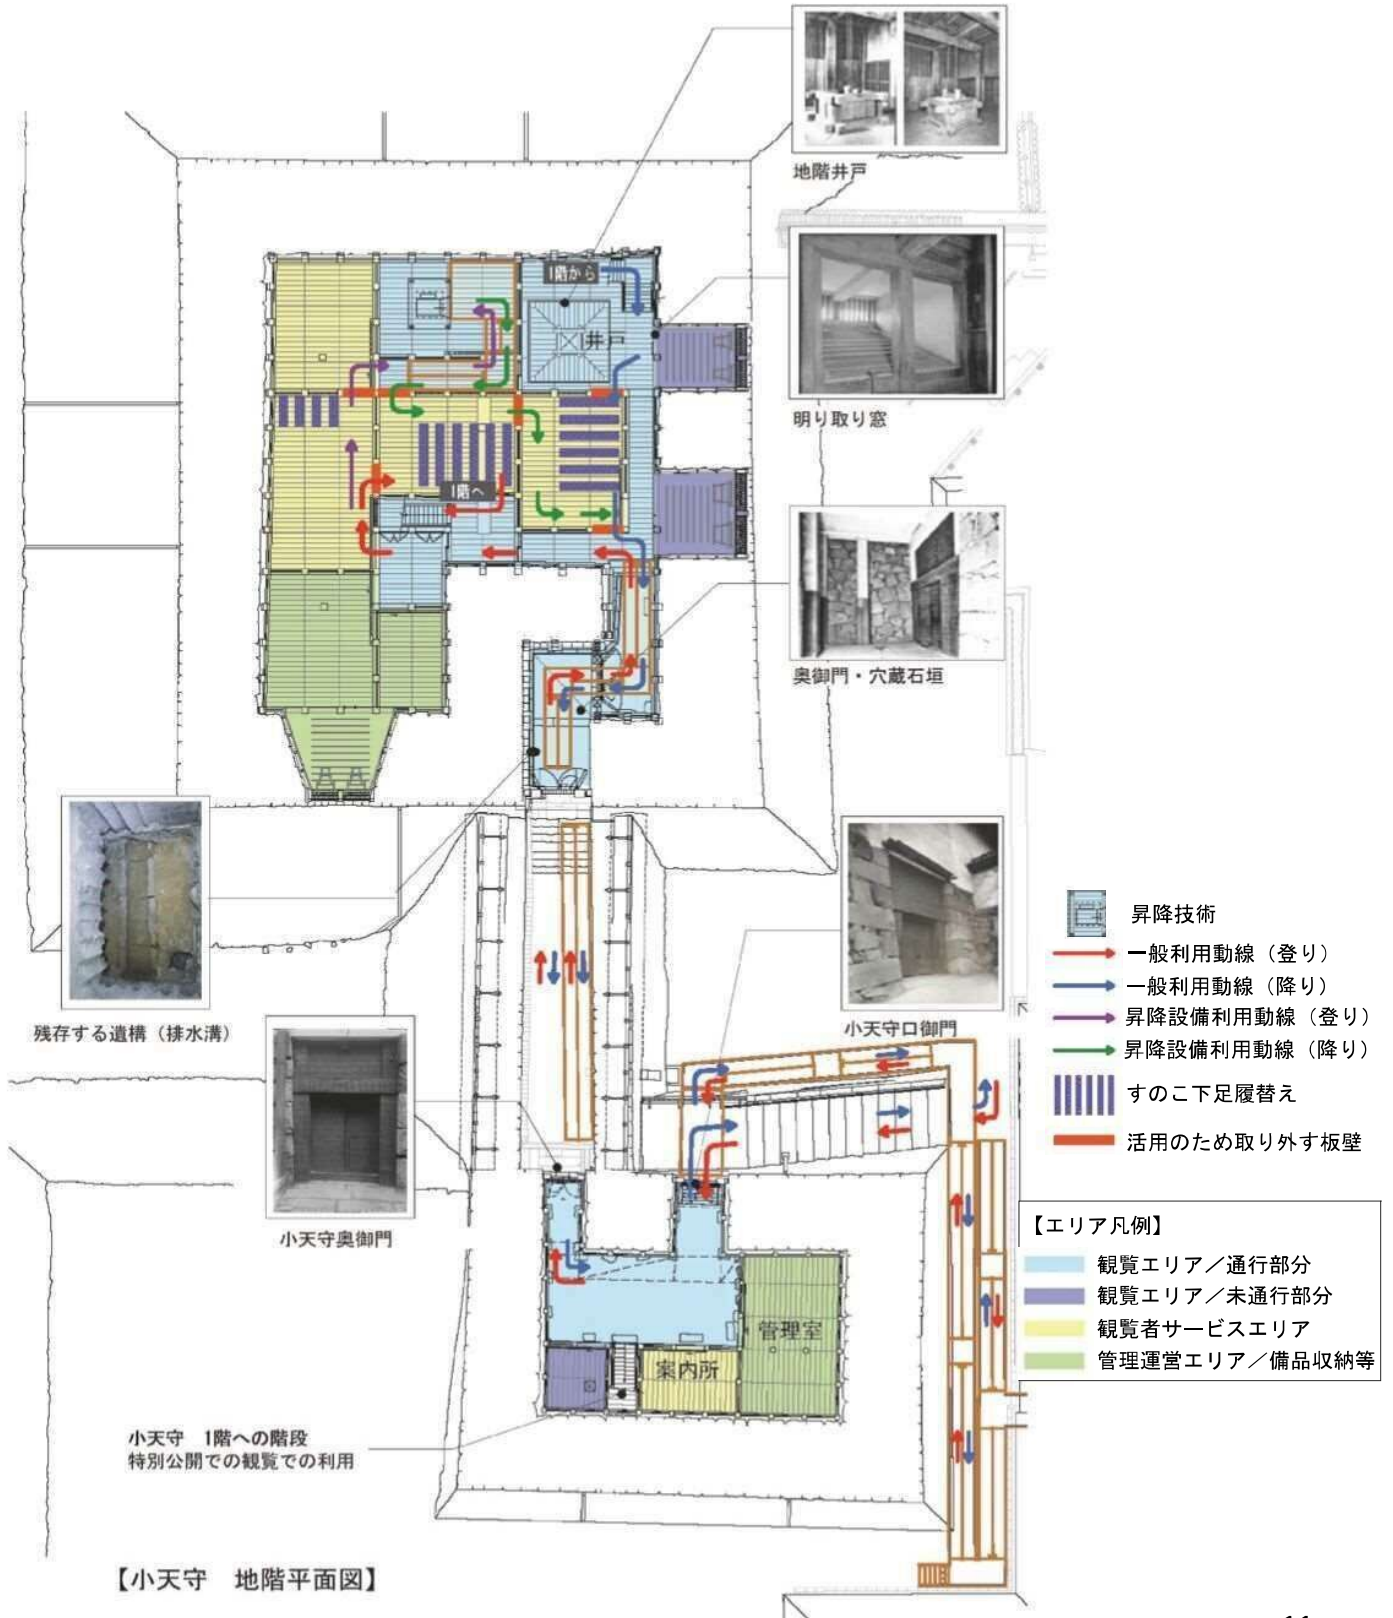 地階井戸
1階から
井戸
明り取り窓
1階へ
奥御門・穴蔵石垣
残存する遺構（排水溝）
小天守口御門
小天守奥御門
昇降技術
一般利用動線（登り）
一般利用動線（降り）
昇降設備利用動線（登り）
昇降設備利用動線（降り）
すのこ下足履替え
活用のため取り外す板壁
【エリア凡例】
観覧エリア／通行部分
観覧エリア／未通行部分
観覧者サービスエリア
管理運営エリア／備品収納等
管理室
案内所
小天守　1階への階段
特別公開での観覧での利用
【小天守　地階平面図】